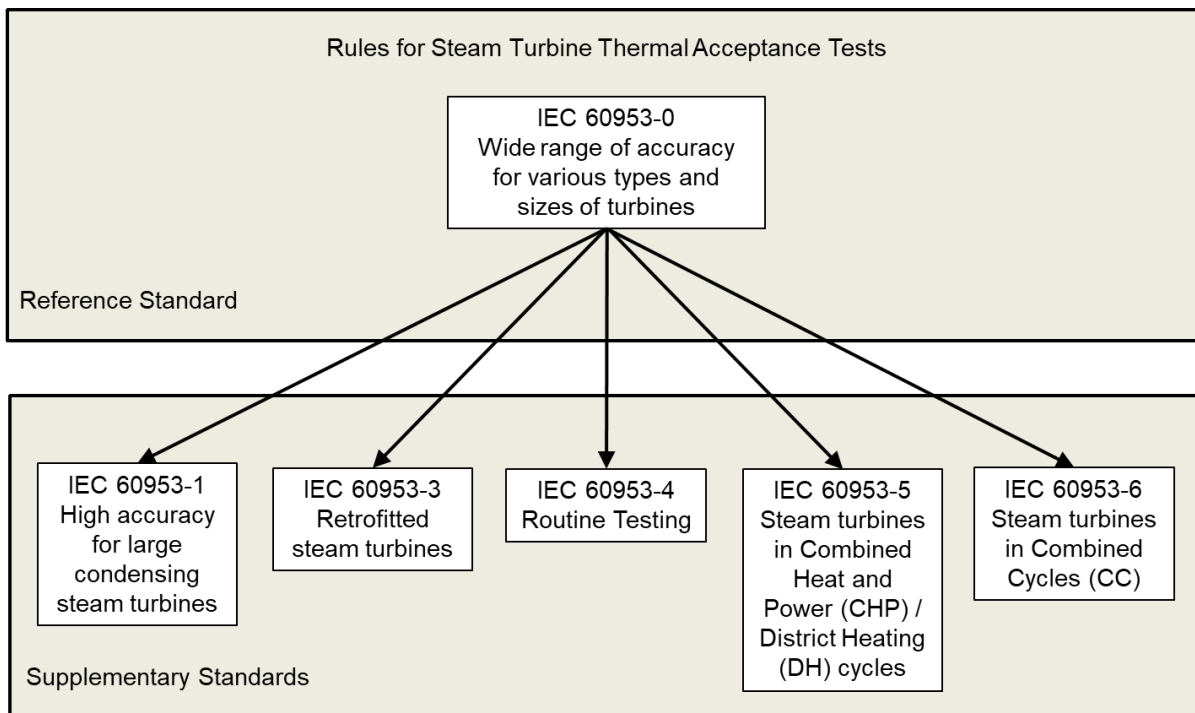 Rules for Steam Turbine Thermal Acceptance Tests
IEC 60953-0
Wide range of accuracy
for various types and
sizes of turbines
Reference Standard
IEC 60953-1
High accuracy
for large
condensing
steam turbines
IEC 60953-3
Retrofitted
steam turbines
IEC 60953-4
Routine Testing
IEC 60953-5
Steam turbines
in Combined
Heat and
Power (CHP) /
District Heating
(DH) cycles
IEC 60953-6
Steam turbines
in Combined
Cycles (CC)
Supplementary Standards